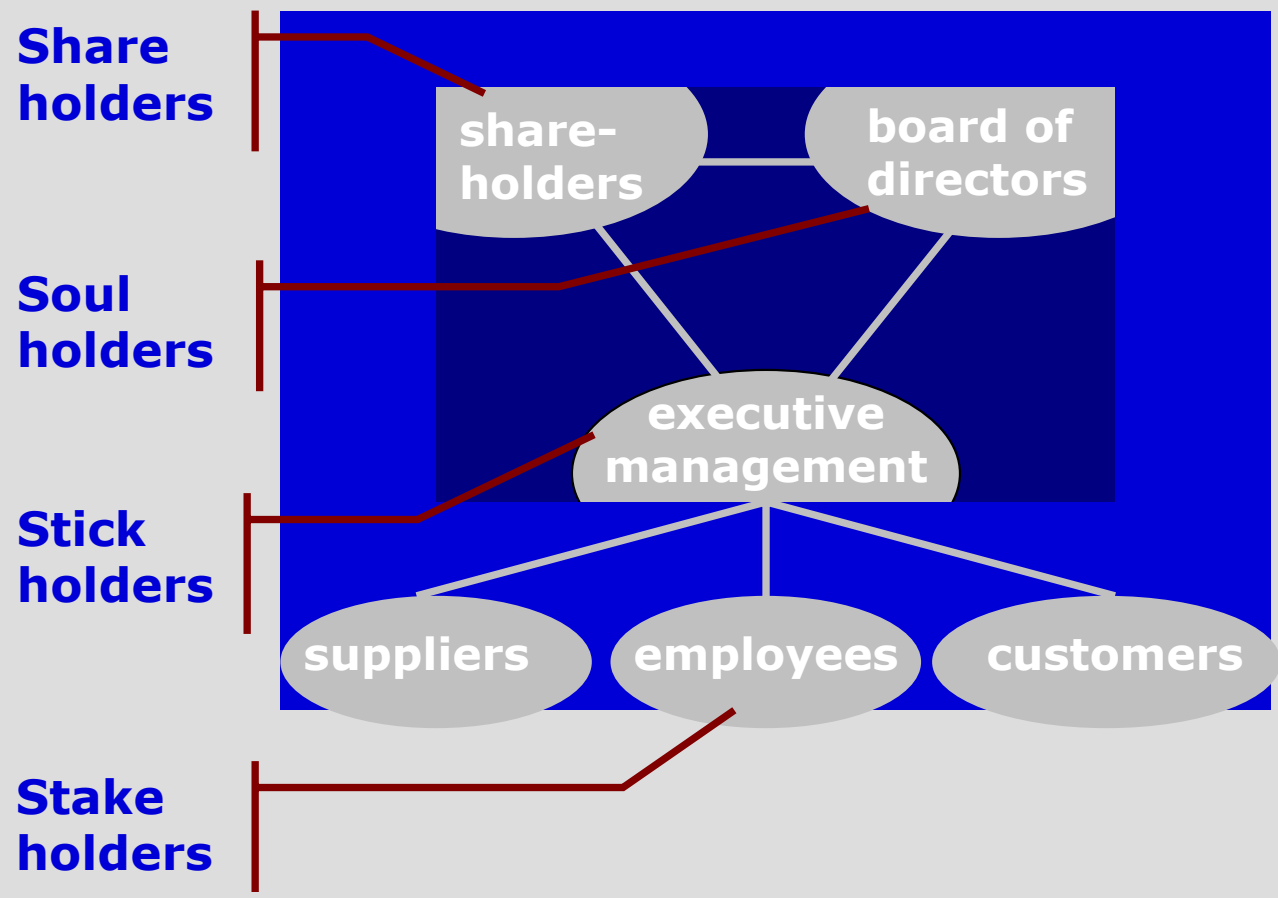 Share
holders
share–
holders
board of
directors
Soul
holders
executive
management
Stick
holders
suppliers
employees
customers
Stake
holders